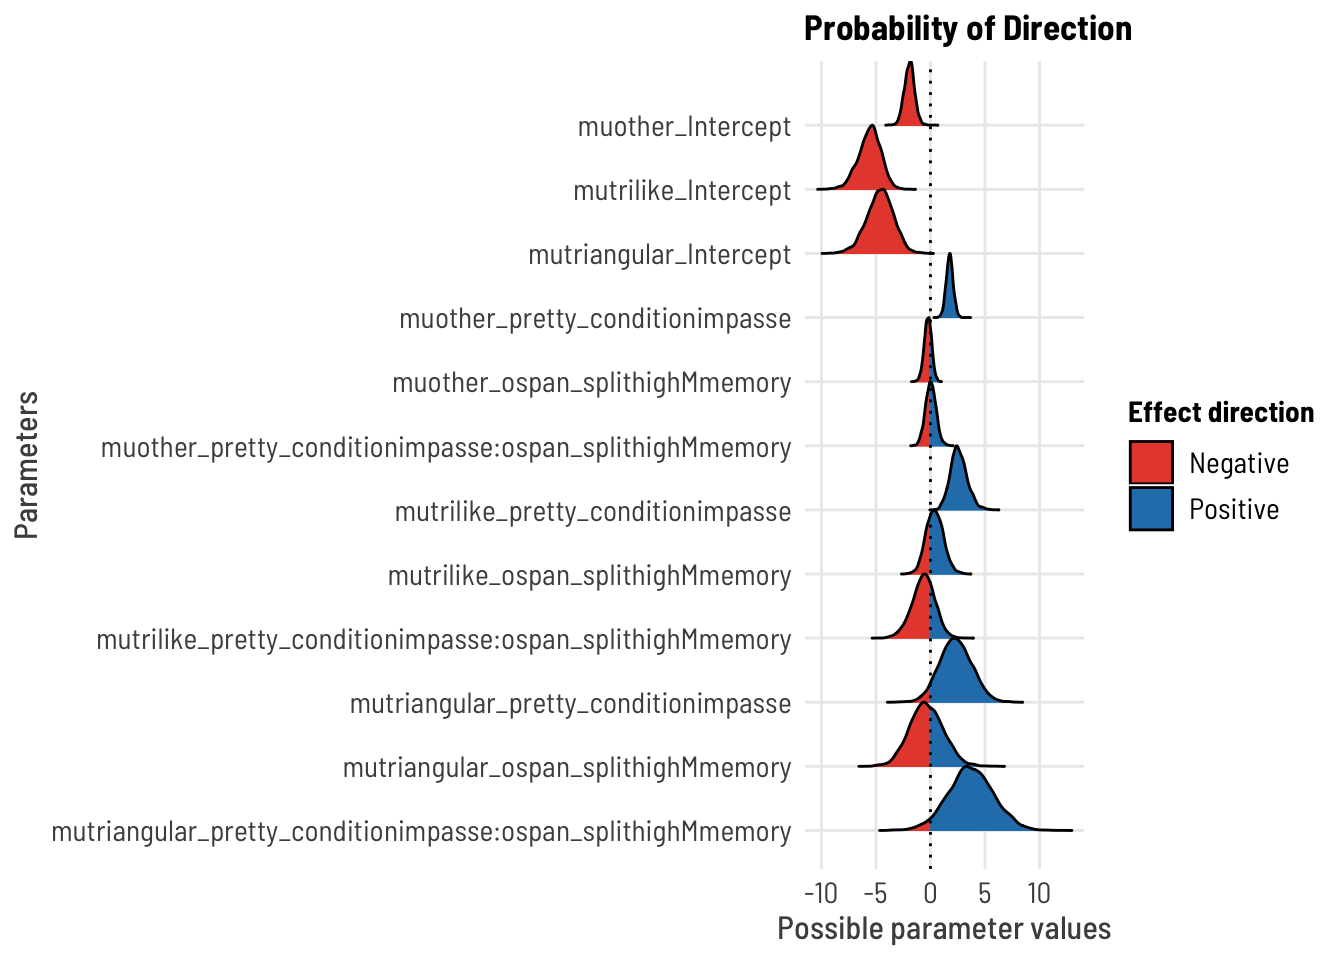 Probability of Direction
muother_Intercept
mutrilike_Intercept
mutriangular_Intercept
muother_pretty_conditionimpasse
muother_ospan_splithighMmemory
muother_pretty_conditionimpasse:ospan_splithighMmemory
mutrilike_pretty_conditionimpasse
mutrilike_ospan_splithighMmemory
mutrilike_pretty_conditionimpasse:ospan_splithighMmemory
mutriangular_pretty_conditionimpasse
mutriangular_ospan_splithighMmemory
mutriangular_pretty_conditionimpasse:ospan_splithighMmemory
Parameters
-10 -5 0 5 10
Possible parameter values
Effect direction
Negative
Positive